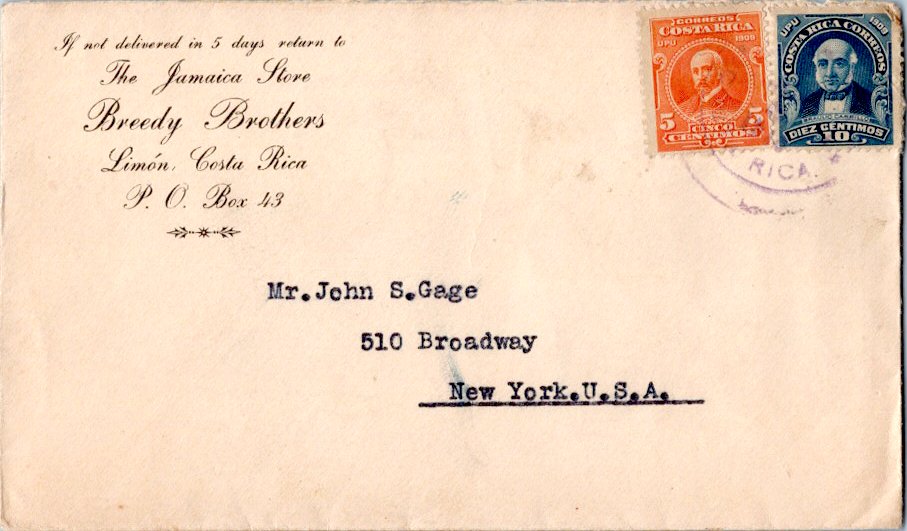 If not delivered in 5 days return to
The Jamaica Store
Breedy Brothers
Limón, Costa Rica
P. O. Box 43
CORREOS
COSTA RICA
UPU 1909
5 5
CINCO
CENTIMOS
UPU 1909
COSTA RICA CORREOS
BRAULIO CARRILLO
DIEZ CENTIMOS
10
RICA.
Mr.John S.Gage
510 Broadway
New York.U.S.A.